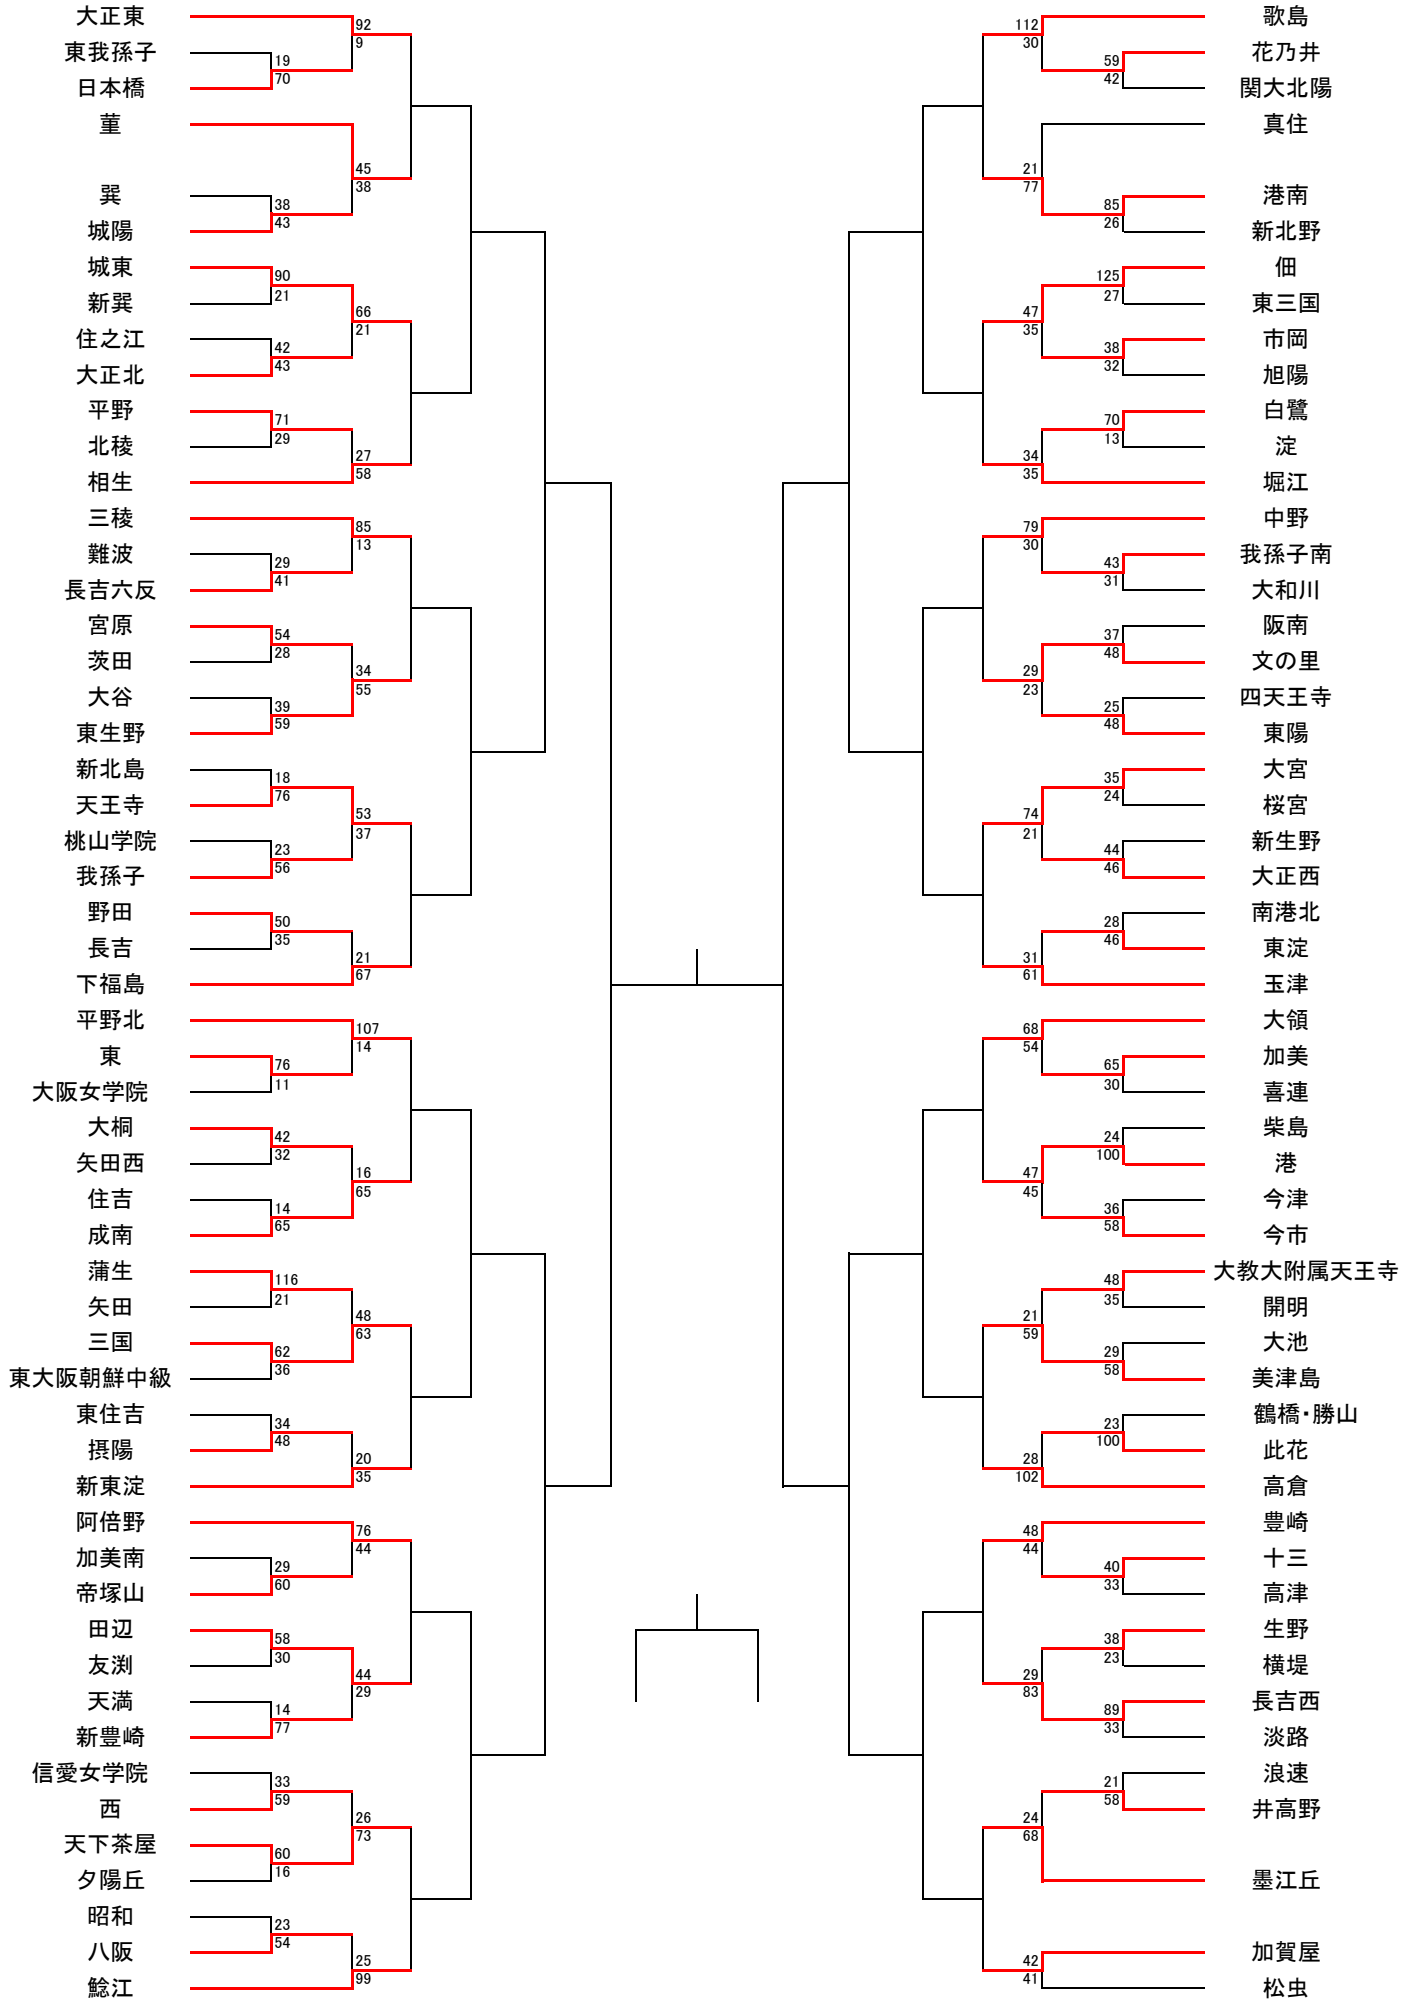 大正東
92
9
東我孫子
19
70
日本橋
菫
45
38
巽
38
43
城陽
城東
90
21
新巽
66
21
住之江
42
43
大正北
平野
71
29
北稜
27
58
相生
三稜
85
13
難波
29
41
長吉六反
宮原
54
28
茨田
34
55
大谷
39
59
東生野
新北島
18
76
天王寺
53
37
桃山学院
23
56
我孫子
野田
50
35
長吉
21
67
下福島
平野北
107
14
東
76
11
大阪女学院
大桐
42
32
矢田西
16
65
住吉
14
65
成南
蒲生
116
21
矢田
48
63
三国
62
36
東大阪朝鮮中級
東住吉
34
48
摂陽
20
35
新東淀
阿倍野
76
44
加美南
29
60
帝塚山
田辺
58
30
友渕
44
29
天満
14
77
新豊崎
信愛女学院
33
59
西
26
73
天下茶屋
60
16
夕陽丘
昭和
23
54
八阪
25
99
鯰江
歌島
112
30
花乃井
59
42
関大北陽
真住
21
77
港南
85
26
新北野
佃
125
27
東三国
47
35
市岡
38
32
旭陽
白鷺
70
13
淀
34
35
堀江
中野
79
30
我孫子南
43
31
大和川
阪南
37
48
文の里
29
23
四天王寺
25
48
東陽
大宮
35
24
桜宮
74
21
新生野
44
46
大正西
南港北
28
46
東淀
31
61
玉津
大領
68
54
加美
65
30
喜連
柴島
24
100
港
47
45
今津
36
58
今市
大教大附属天王寺
48
35
開明
21
59
大池
29
58
美津島
鶴橋・勝山
23
100
此花
28
102
高倉
豊崎
48
44
十三
40
33
高津
生野
38
23
横堤
29
83
長吉西
89
33
淡路
浪速
21
58
井高野
24
68
墨江丘
加賀屋
42
41
松虫